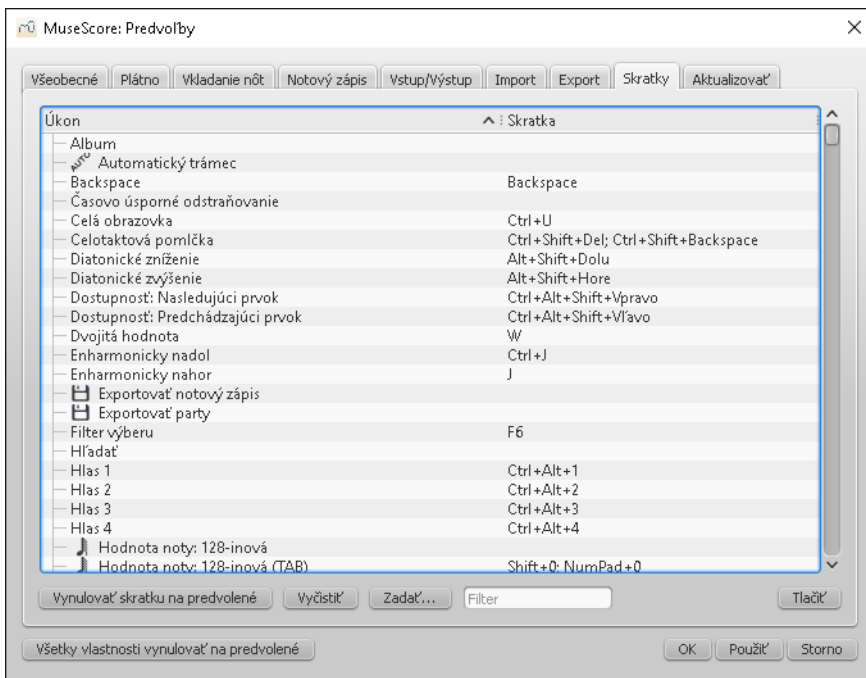 MuseScore: Predvoľby
Všeobecné Plátno Vkladanie nôt Notový zápis Vstup/Výstup Import Export Skratky Aktualizovať
Úkon Skratka
Album
AUTO Automatický trámec
Backspace Backspace
Časovo úsporné odstraňovanie
Celá obrazovka Ctrl+U
Celotaktová pomlčka Ctrl+Shift+Del; Ctrl+Shift+Backspace
Diatonické zníženie Alt+Shift+Dolu
Diatonické zvýšenie Alt+Shift+Hore
Dostupnosť: Nasledujúci prvok Ctrl+Alt+Shift+Vpravo
Dostupnosť: Predchádzajúci prvok Ctrl+Alt+Shift+Vľavo
Dvojitá hodnota W
Enharmonicky nadol Ctrl+J
Enharmonicky nahor J
Exportovať notový zápis
Exportovať party
Filter výberu F6
Hľadať
Hlas 1 Ctrl+Alt+1
Hlas 2 Ctrl+Alt+2
Hlas 3 Ctrl+Alt+3
Hlas 4 Ctrl+Alt+4
Hodnota noty: 128-inová
Hodnota noty: 128-inová (TAB) Shift+0; NumPad+0
Vynulovať skratku na predvolené Vyčistiť Zadať... Filter Tlačiť
Všetky vlastnosti vynulovať na predvolené OK Použiť Storno